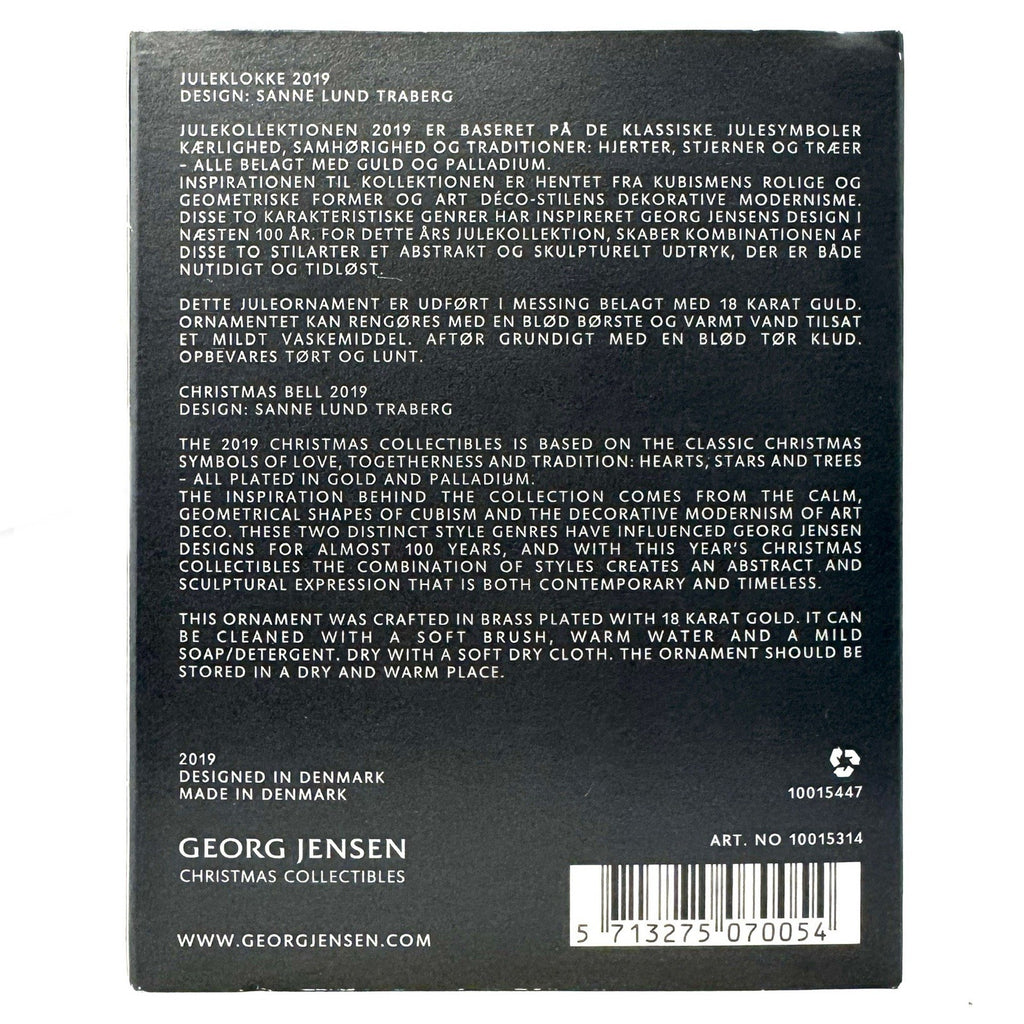 JULEKLOKKE 2019
DESIGN: SANNE LUND TRABERG
JULEKOLLEKTIONEN 2019 ER BASERET PÅ DE KLASSISKE JULESYMBOLER
KÆRLIGHED, SAMHØRIGHED OG TRADITIONER: HJERTER, STJERNER OG TRÆER
– ALLE BELAGT MED GULD OG PALLADIUM.
INSPIRATIONEN TIL KOLLEKTIONEN ER HENTET FRA KUBISMENS ROLIGE OG
GEOMETRISKE FORMER OG ART DÉCO-STILENS DEKORATIVE MODERNISME.
DISSE TO KARAKTERISTISKE GENRER HAR INSPIRERET GEORG JENSENS DESIGN I
NÆSTEN 100 ÅR. FOR DETTE ÅRS JULEKOLLEKTION, SKABER KOMBINATIONEN AF
DISSE TO STILARTER ET ABSTRAKT OG SKULPTURELT UDTRYK, DER ER BÅDE
NUTIDIGT OG TIDLØST.
DETTE JULEORNAMENT ER UDFØRT I MESSING BELAGT MED 18 KARAT GULD.
ORNAMENTET KAN RENGØRES MED EN BLØD BØRSTE OG VARMT VAND TILSAT
ET MILDT VASKEMIDDEL. AFTØR GRUNDIGT MED EN BLØD TØR KLUD.
OPBEVARES TØRT OG LUNT.
CHRISTMAS BELL 2019
DESIGN: SANNE LUND TRABERG
THE 2019 CHRISTMAS COLLECTIBLES IS BASED ON THE CLASSIC CHRISTMAS
SYMBOLS OF LOVE, TOGETHERNESS AND TRADITION: HEARTS, STARS AND TREES
– ALL PLATED IN GOLD AND PALLADIUM.
THE INSPIRATION BEHIND THE COLLECTION COMES FROM THE CALM,
GEOMETRICAL SHAPES OF CUBISM AND THE DECORATIVE MODERNISM OF ART
DECO. THESE TWO DISTINCT STYLE GENRES HAVE INFLUENCED GEORG JENSEN
DESIGNS FOR ALMOST 100 YEARS, AND WITH THIS YEAR'S CHRISTMAS
COLLECTIBLES THE COMBINATION OF STYLES CREATES AN ABSTRACT AND
SCULPTURAL EXPRESSION THAT IS BOTH CONTEMPORARY AND TIMELESS.
THIS ORNAMENT WAS CRAFTED IN BRASS PLATED WITH 18 KARAT GOLD. IT CAN
BE CLEANED WITH A SOFT BRUSH, WARM WATER AND A MILD
SOAP/DETERGENT. DRY WITH A SOFT DRY CLOTH. THE ORNAMENT SHOULD BE
STORED IN A DRY AND WARM PLACE.
2019
DESIGNED IN DENMARK
MADE IN DENMARK
10015447
GEORG JENSEN
CHRISTMAS COLLECTIBLES
ART. NO 10015314
5 713275 070054
WWW.GEORGJENSEN.COM